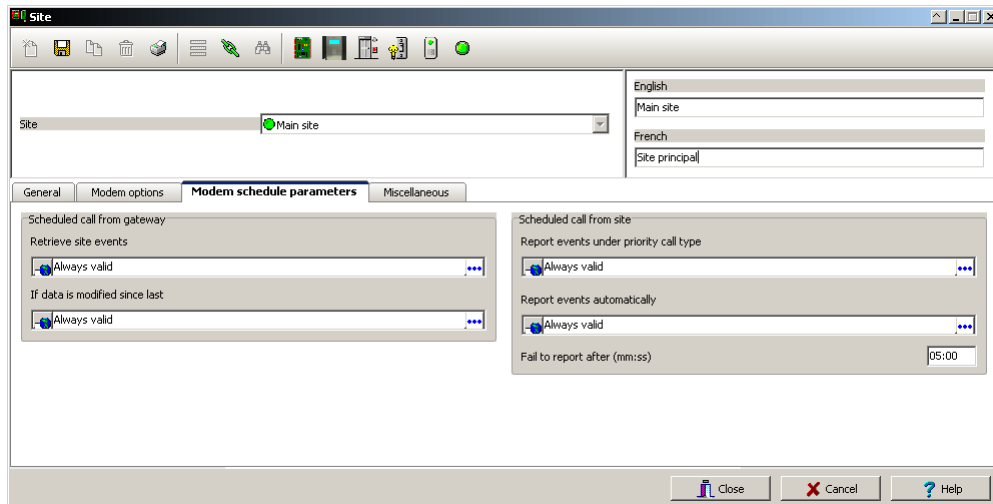 Site
English
Main site
Site
Main site
French
Site principal
General
Modem options
Modem schedule parameters
Miscellaneous
Scheduled call from gateway
Retrieve site events
Always valid
If data is modified since last
Always valid
Scheduled call from site
Report events under priority call type
Always valid
Report events automatically
Always valid
Fail to report after (mm:ss)
05:00
Close
Cancel
Help